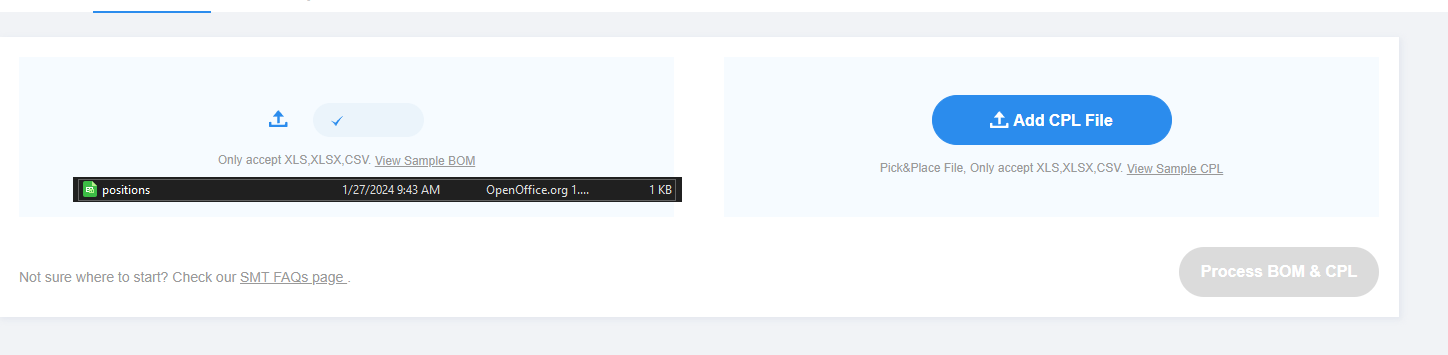 Add CPL File
Only accept XLS,XLSX,CSV. View Sample BOM
Pick&Place File, Only accept XLS,XLSX,CSV. View Sample CPL
positions 1/27/2024 9:43 AM OpenOffice.org 1.... 1 KB
Not sure where to start? Check our SMT FAQs page .
Process BOM & CPL